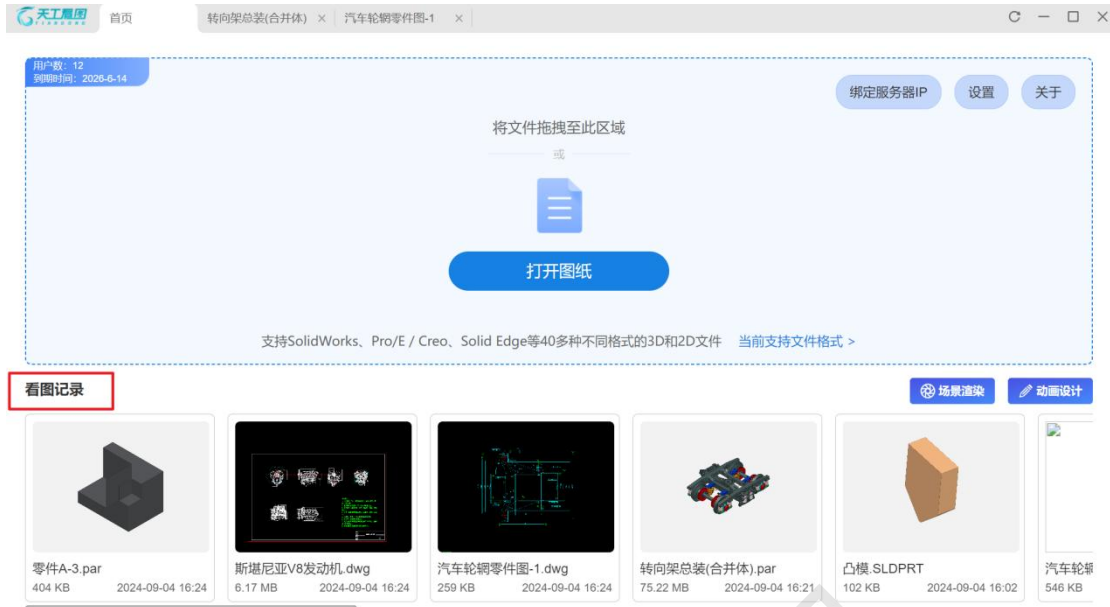 天工晨图
TIANGONG
首页
转向架总装(合并体) ×
汽车轮辋零件图-1 ×
用户数：12
到期时间：2026-6-14
绑定服务器IP
设置
关于
将文件拖拽至此区域
或
打开图纸
支持SolidWorks、Pro/E / Creo、Solid Edge等40多种不同格式的3D和2D文件 当前支持文件格式 >
看图记录
场景渲染
动画设计
零件A-3.par
404 KB 2024-09-04 16:24
斯堪尼亚V8发动机.dwg
6.17 MB 2024-09-04 16:24
汽车轮辋零件图-1.dwg
259 KB 2024-09-04 16:24
转向架总装(合并体).par
75.22 MB 2024-09-04 16:21
凸模.SLDPRT
102 KB 2024-09-04 16:02
汽车轮辋
546 KB